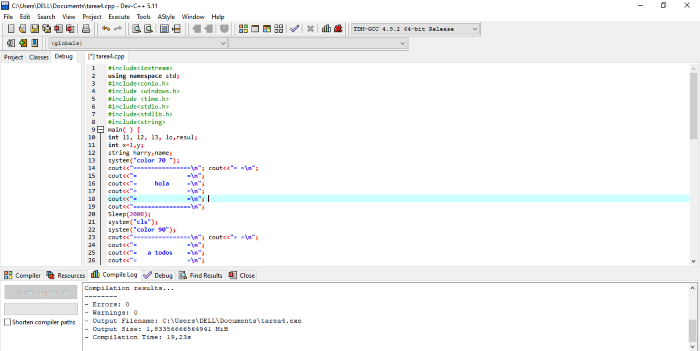 C:\Users\DELL\Documents\tarea4.cpp - Dev-C++ 5.11
File Edit Search View Project Execute Tools AStyle Window Help
TDM-GCC 4.9.2 64-bit Release
(globals)
Project Classes Debug
[*] tarea4.cpp
1 #include<iostream>
2 using namespace std;
3 #include<conio.h>
4 #include <windows.h>
5 #include <time.h>
6 #include<stdio.h>
7 #include<stdlib.h>
8 #include<string>
9 main( ) {
10 int l1, l2, l3, lo,resul;
11 int x=1,y;
12 string harry,name;
13 system("color 70 ");
14 cout<<"================\n"; cout<<"= =\n";
15 cout<<"= =\n";
16 cout<<"= hola =\n";
17 cout<<"= =\n";
18 cout<<"= =\n";
19 cout<<"================\n";
20 Sleep(2000);
21 system("cls");
22 system("color 90");
23 cout<<"================\n"; cout<<"= =\n";
24 cout<<"= =\n";
25 cout<<"= a todos =\n";
26 cout<<"= =\n";
Compiler Resources Compile Log Debug Find Results Close
Abort Compilation
Shorten compiler paths
Compilation results...
--------
- Errors: 0
- Warnings: 0
- Output Filename: C:\Users\DELL\Documents\tarea4.exe
- Output Size: 1,83356666564941 MiB
- Compilation Time: 19,23s